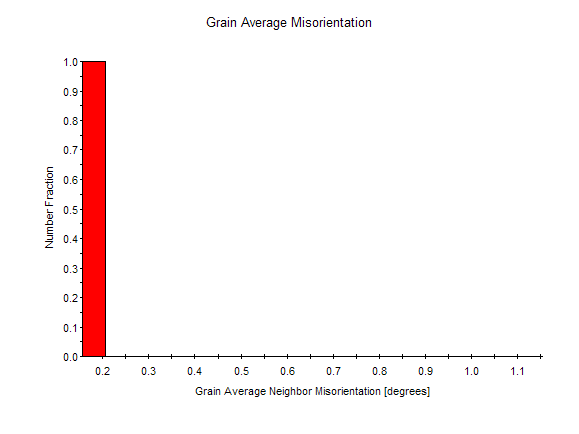 Grain Average Misorientation
1.0
0.9
0.8
0.7
0.6
0.5
0.4
0.3
0.2
0.1
0.0
Number Fraction
0.2 0.3 0.4 0.5 0.6 0.7 0.8 0.9 1.0 1.1
Grain Average Neighbor Misorientation [degrees]